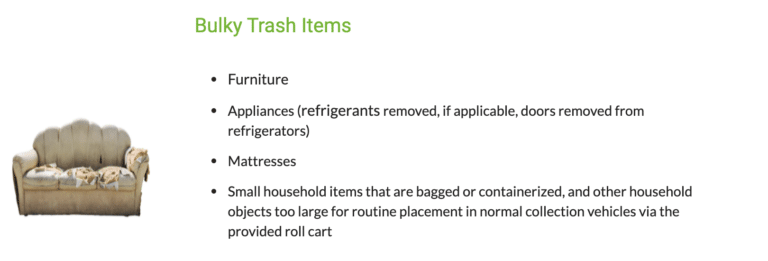 Bulky Trash Items
• Furniture
• Appliances (refrigerants removed, if applicable, doors removed from
refrigerators)
• Mattresses
• Small household items that are bagged or containerized, and other household
objects too large for routine placement in normal collection vehicles via the
provided roll cart